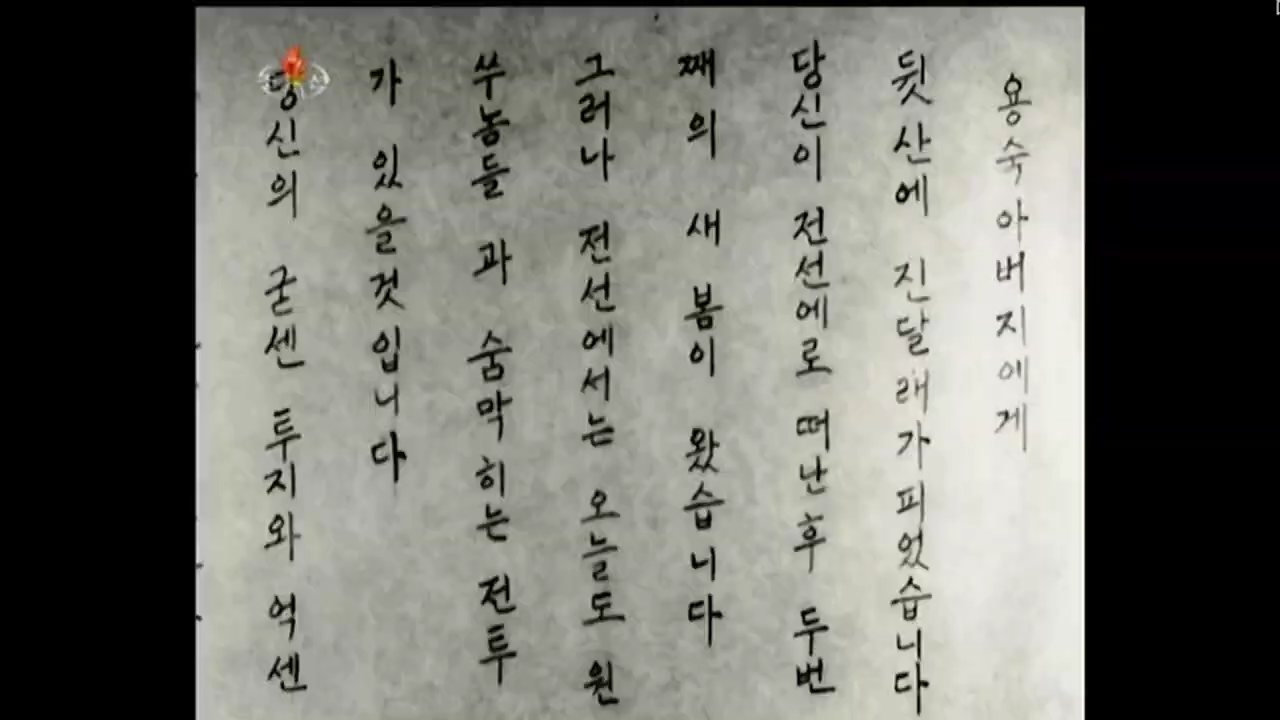 용숙아버지에게
뒷산에 진달래가피었습니다
당신이 전선에로 떠난후 두번
째의 새 봄이 왔습니다
그러나 전선에서는 오늘도 원
쑤놈들 과 숨막히는 전투
가 있을것입니다
당신의 굳센 투지와 억센